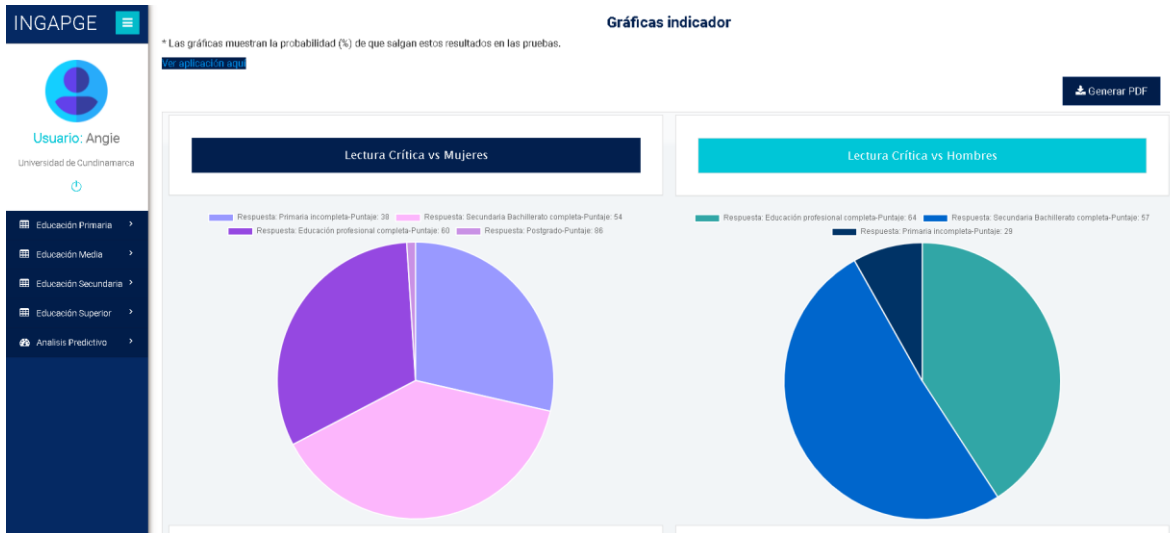 INGAPGE
Usuario: Angie
Universidad de Cundinamarca
Educación Primaria
Educación Media
Educación Secundaria
Educación Superior
Analisis Predictivo
Gráficas indicador
* Las gráficas muestran la probabilidad (%) de que salgan estos resultados en las pruebas.
Ver aplicación aquí
Generar PDF
Lectura Crítica vs Mujeres
Respuesta: Primaria incompleta-Puntaje: 38 Respuesta: Secundaria Bachillerato completa-Puntaje: 54
Respuesta: Educación profesional completa-Puntaje: 60 Respuesta: Postgrado-Puntaje: 86
Lectura Crítica vs Hombres
Respuesta: Educación profesional completa-Puntaje: 64 Respuesta: Secundaria Bachillerato completa-Puntaje: 57
Respuesta: Primaria incompleta-Puntaje: 29